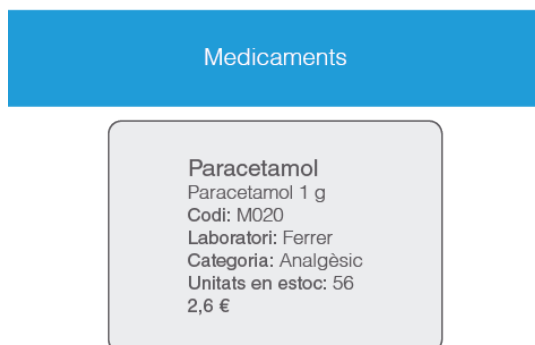 Medicaments
Paracetamol
Paracetamol 1 g
Codi: M020
Laboratori: Ferrer
Categoria: Analgèsic
Unitats en estoc: 56
2,6 €